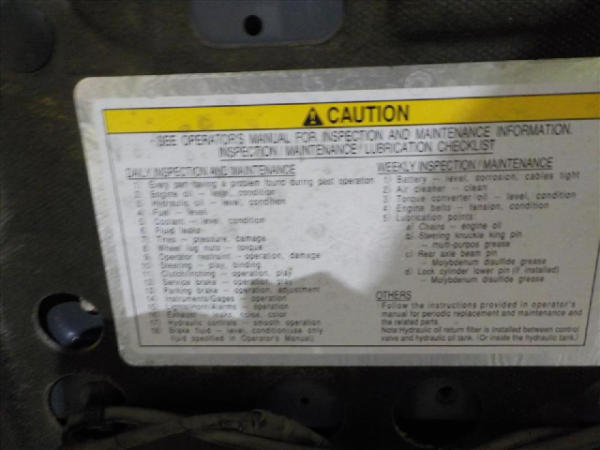 CAUTION
SEE OPERATOR'S MANUAL FOR INSPECTION AND MAINTENANCE INFORMATION.
INSPECTION / MAINTENANCE / LUBRICATION CHECKLIST
DAILY INSPECTION AND MAINTENANCE
1) Every part having a problem found during past operation
2) Engine oil -- level, condition
3) Hydraulic oil -- level, condition
4) Fuel -- level
5) Coolant -- level, condition
6) Fluid leaks
7) Tires -- pressure, damage
8) Wheel lug nuts -- torque
9) Operator restraint -- operation, damage
10) Steering -- play, binding
11) Clutch/Inching -- operation, play
12) Service brake -- operation, play
13) Parking brake -- operation, adjustment
14) Instruments/Gages -- operation
15) Lights/Horn/Alarms -- operation
16) Exhaust -- leaks, noise, color
17) Hydraulic controls -- smooth operation
18) Brake fluid -- level, condition(use only
fluid specified in Operator's Manual)
WEEKLY INSPECTION / MAINTENANCE
1) Battery -- level, corrosion, cables tight
2) Air cleaner -- clean
3) Torque converter oil -- level, condition
4) Engine belts -- tension, condition
5) Lubrication points
a) Chains -- engine oil
b) Steering knuckle king pin
-- multi-purpos grease
c) Rear axle beam pin
-- Molybdenum disulfide grease
d) Lock cylinder lower pin (if installed)
-- Molybdenum disulfide grease
OTHERS
Follow the instructions provided in operator's
manual for periodic replacement and maintenance and
the related parts.
Note:Hydraulic oil return filter is installed between control
valve and hydraulic oil tank. (Or inside the hydraulic tank.)